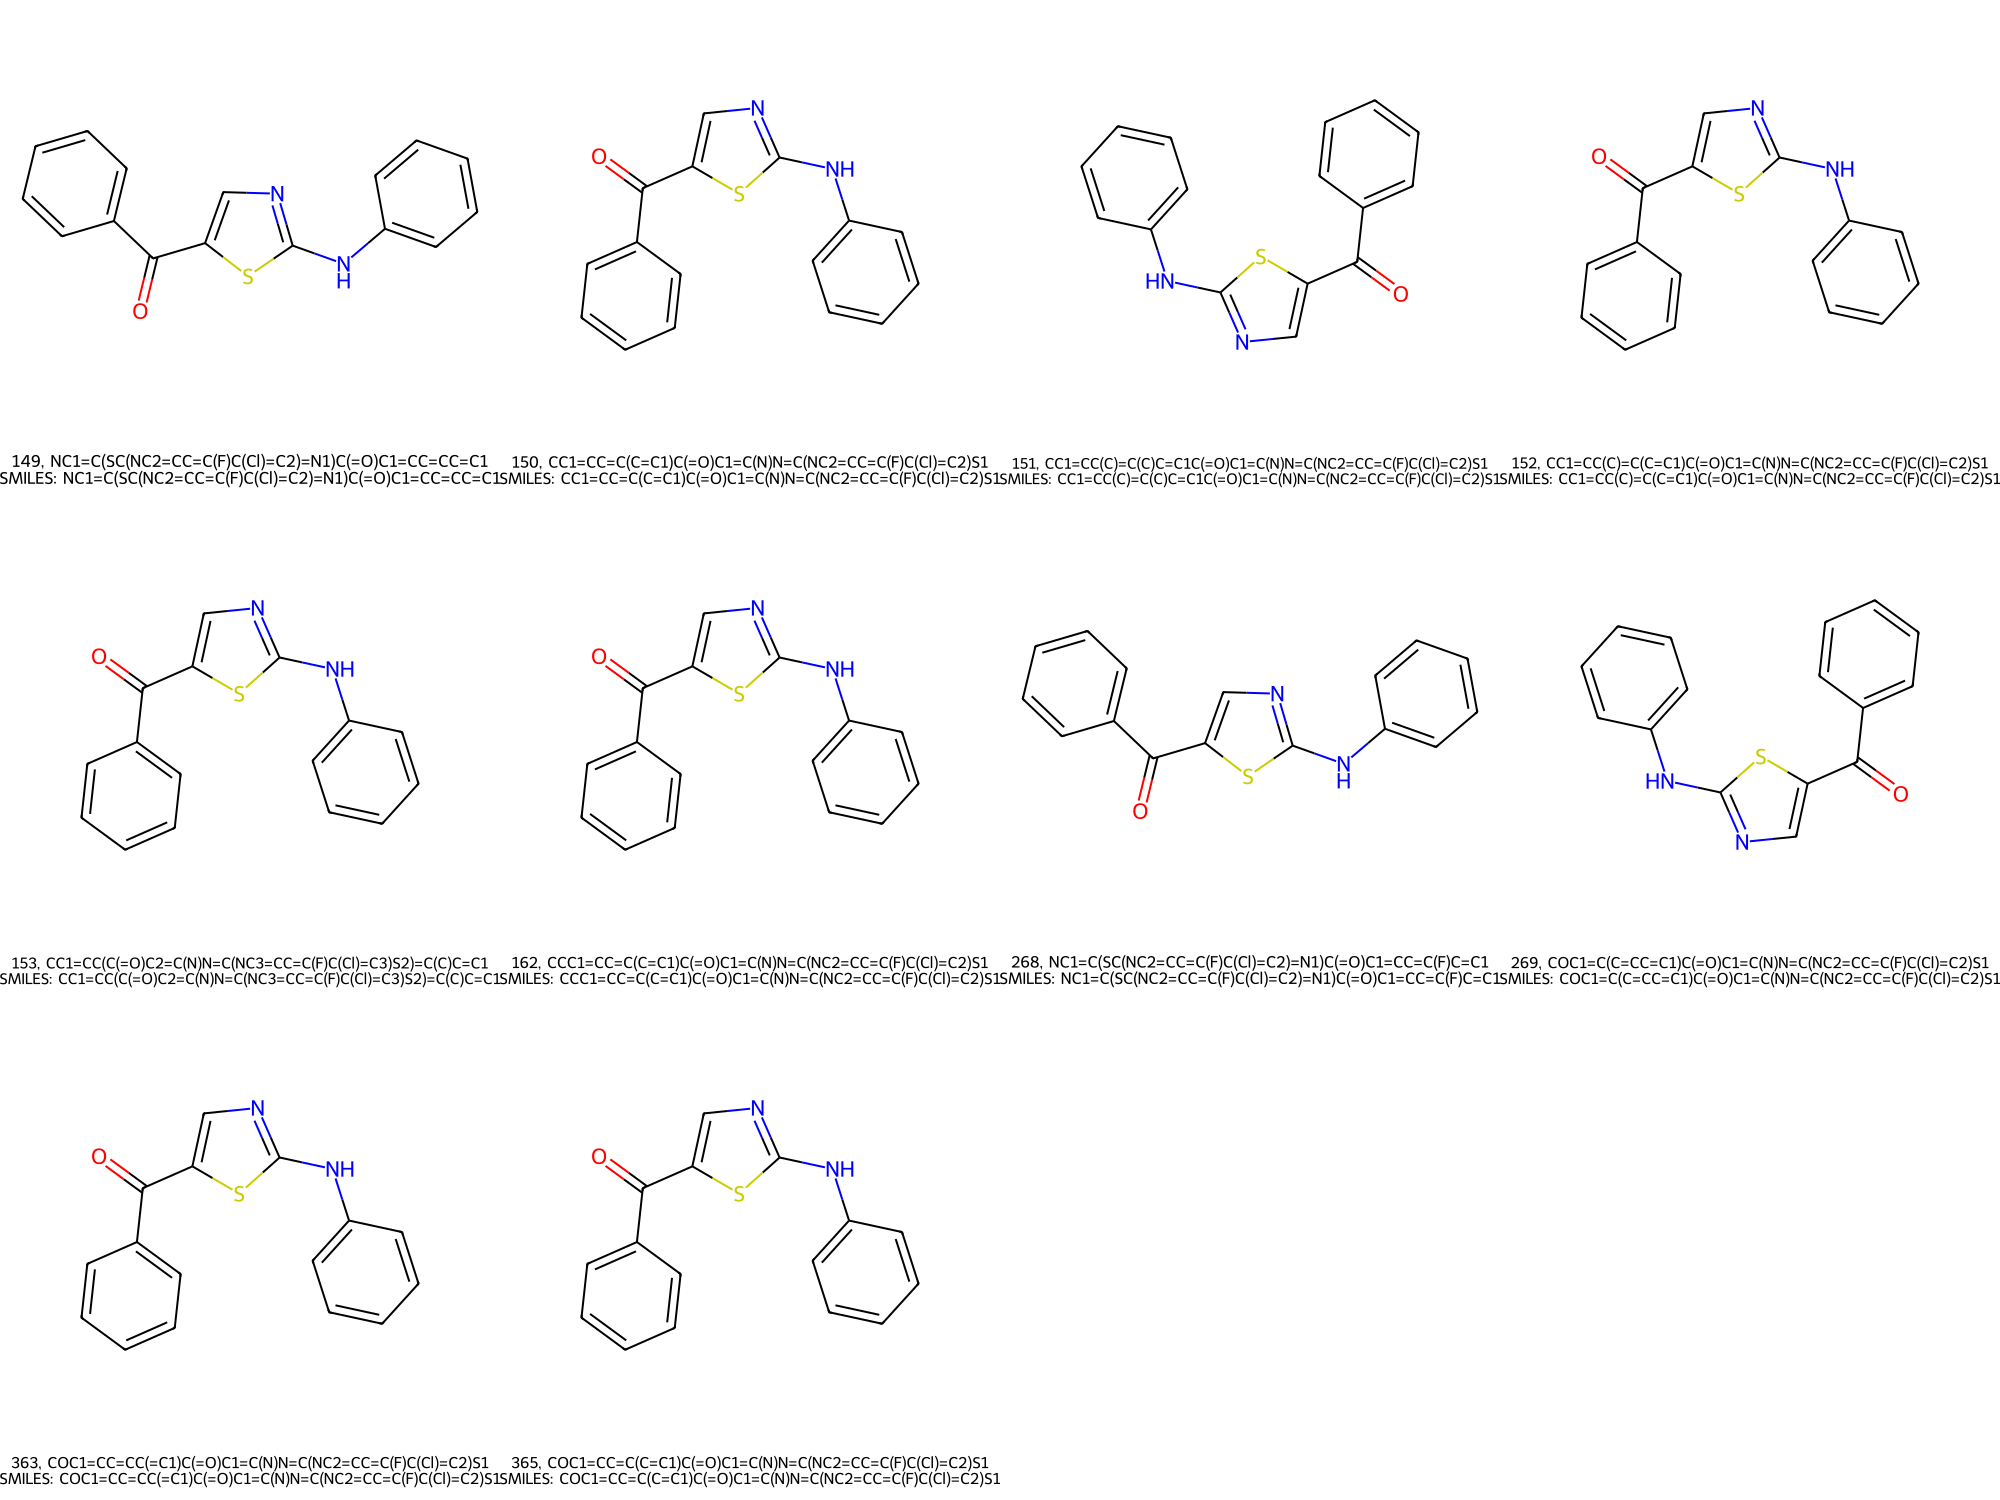 N
O
S
N
H
N
O
S
NH
S
HN
O
N
N
O
S
NH
149, NC1=C(SC(NC2=CC=C(F)C(Cl)=C2)=N1)C(=O)C1=CC=CC=C1
SMILES: NC1=C(SC(NC2=CC=C(F)C(Cl)=C2)=N1)C(=O)C1=CC=CC=C1
150, CC1=CC=C(C=C1)C(=O)C1=C(N)N=C(NC2=CC=C(F)C(Cl)=C2)S1
SMILES: CC1=CC=C(C=C1)C(=O)C1=C(N)N=C(NC2=CC=C(F)C(Cl)=C2)S1
151, CC1=CC(C)=C(C)C=C1C(=O)C1=C(N)N=C(NC2=CC=C(F)C(Cl)=C2)S1
SMILES: CC1=CC(C)=C(C)C=C1C(=O)C1=C(N)N=C(NC2=CC=C(F)C(Cl)=C2)S1
152, CC1=CC(C)=C(C=C1)C(=O)C1=C(N)N=C(NC2=CC=C(F)C(Cl)=C2)S1
SMILES: CC1=CC(C)=C(C=C1)C(=O)C1=C(N)N=C(NC2=CC=C(F)C(Cl)=C2)S1
N
O
S
NH
N
O
S
NH
N
O
S
N
H
S
HN
O
N
153, CC1=CC(C(=O)C2=C(N)N=C(NC3=CC=C(F)C(Cl)=C3)S2)=C(C)C=C1
SMILES: CC1=CC(C(=O)C2=C(N)N=C(NC3=CC=C(F)C(Cl)=C3)S2)=C(C)C=C1
162, CCC1=CC=C(C=C1)C(=O)C1=C(N)N=C(NC2=CC=C(F)C(Cl)=C2)S1
SMILES: CCC1=CC=C(C=C1)C(=O)C1=C(N)N=C(NC2=CC=C(F)C(Cl)=C2)S1
268, NC1=C(SC(NC2=CC=C(F)C(Cl)=C2)=N1)C(=O)C1=CC=C(F)C=C1
SMILES: NC1=C(SC(NC2=CC=C(F)C(Cl)=C2)=N1)C(=O)C1=CC=C(F)C=C1
269, COC1=C(C=CC=C1)C(=O)C1=C(N)N=C(NC2=CC=C(F)C(Cl)=C2)S1
SMILES: COC1=C(C=CC=C1)C(=O)C1=C(N)N=C(NC2=CC=C(F)C(Cl)=C2)S1
N
O
S
NH
N
O
S
NH
363, COC1=CC=CC(=C1)C(=O)C1=C(N)N=C(NC2=CC=C(F)C(Cl)=C2)S1
SMILES: COC1=CC=CC(=C1)C(=O)C1=C(N)N=C(NC2=CC=C(F)C(Cl)=C2)S1
365, COC1=CC=C(C=C1)C(=O)C1=C(N)N=C(NC2=CC=C(F)C(Cl)=C2)S1
SMILES: COC1=CC=C(C=C1)C(=O)C1=C(N)N=C(NC2=CC=C(F)C(Cl)=C2)S1